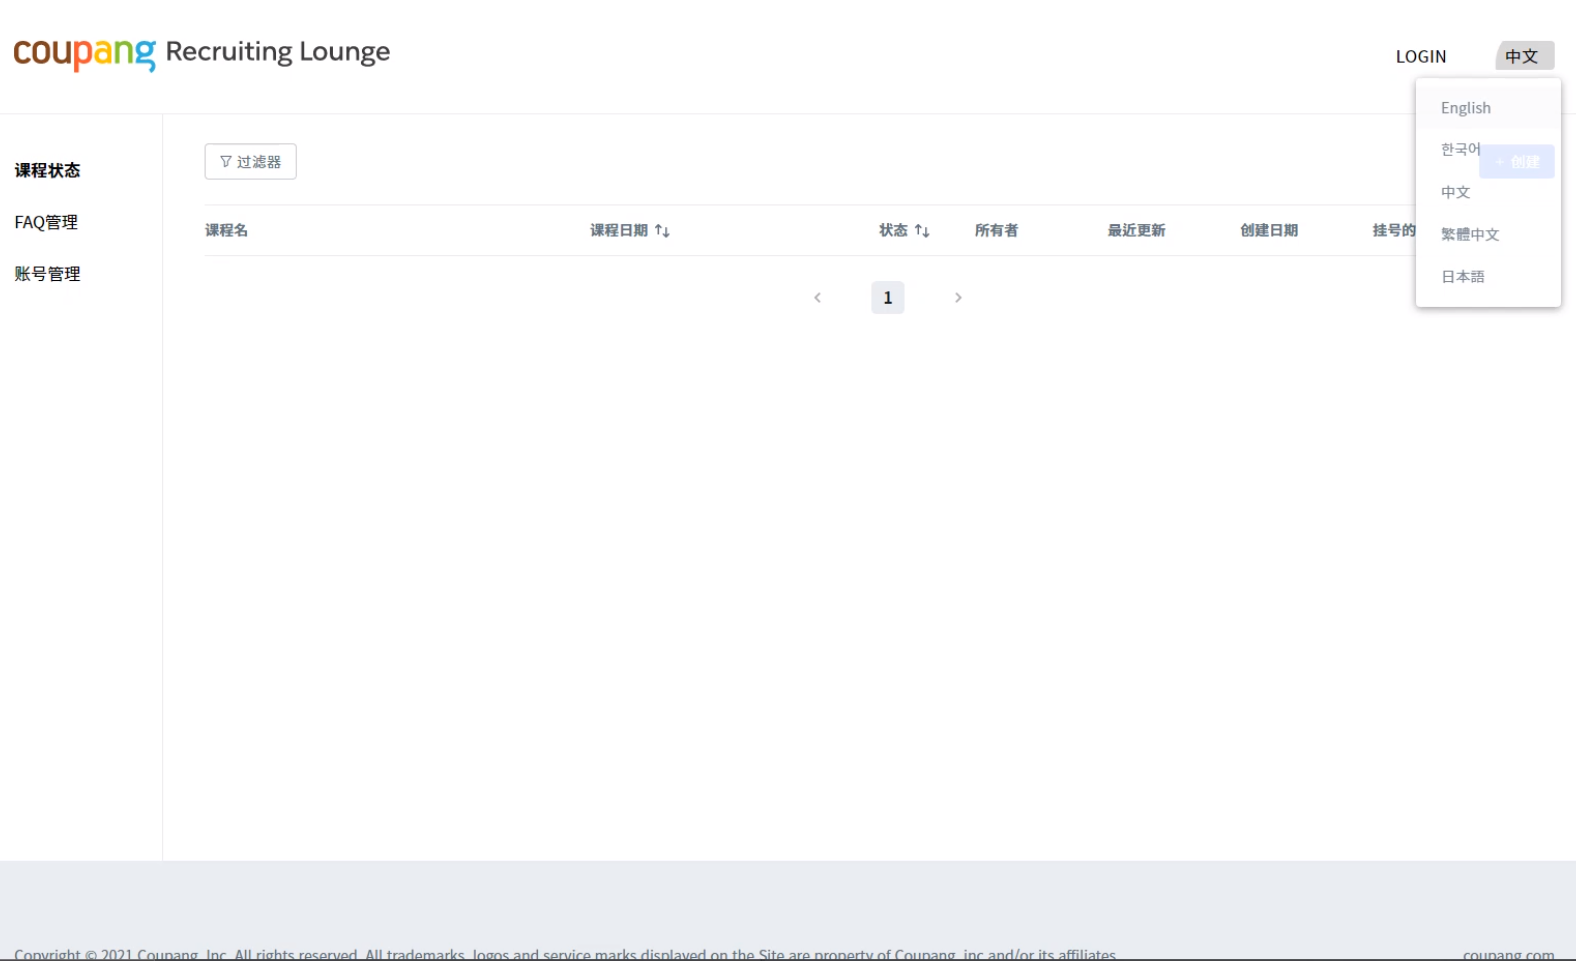 coupang Recruiting Lounge
LOGIN
中文
English
한국어
中文
繁體中文
日本語
课程状态
FAQ管理
账号管理
过滤器
+ 创建
课程名 课程日期 状态 所有者 最近更新 创建日期 挂号的
1
Copyright © 2021 Coupang, Inc. All rights reserved. All trademarks, logos and service marks displayed on the Site are property of Coupang, inc and/or its affiliates.
coupang.com